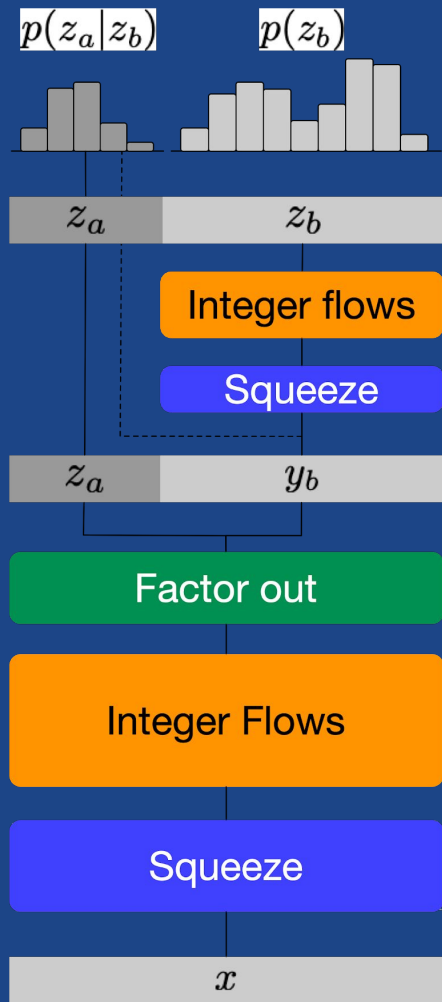 p(z_a|z_b) p(z_b)
z_a z_b
Integer flows
Squeeze
z_a y_b
Factor out
Integer Flows
Squeeze
x